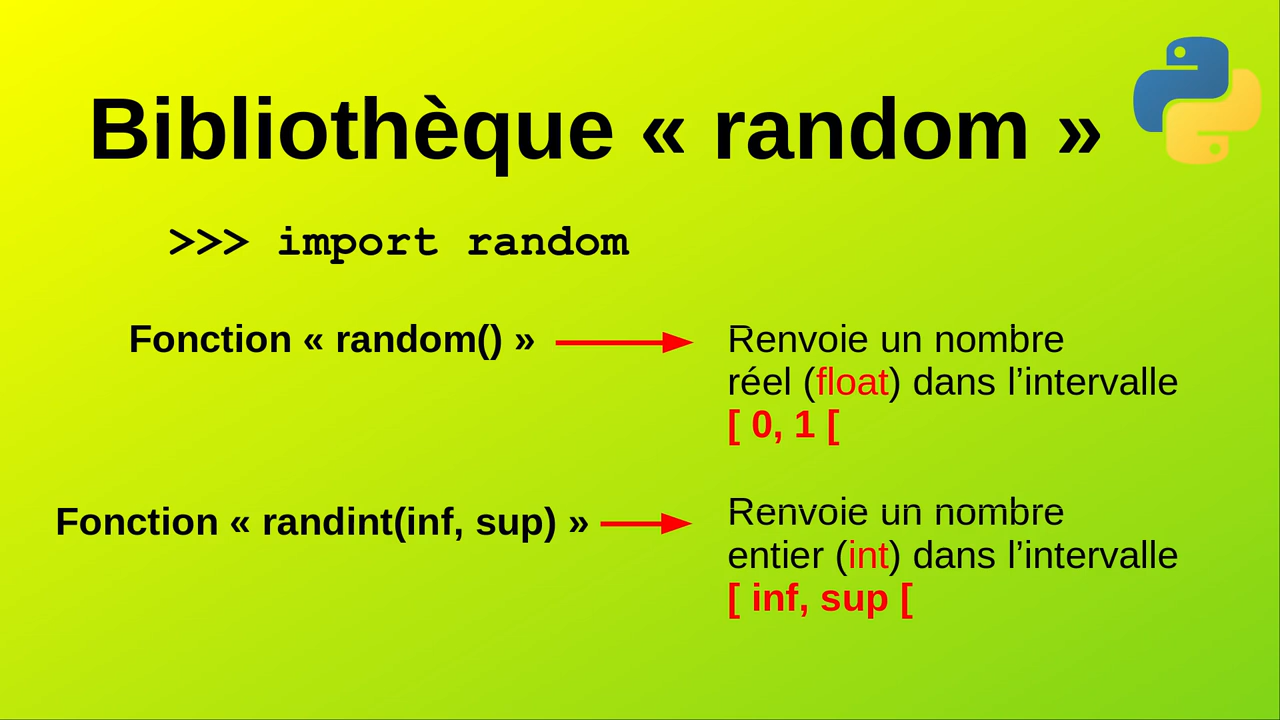 Bibliothèque « random »
>>> import random
Fonction « random() »
Renvoie un nombre
réel (float) dans l’intervalle
[ 0, 1 [
Fonction « randint(inf, sup) »
Renvoie un nombre
entier (int) dans l’intervalle
[ inf, sup [